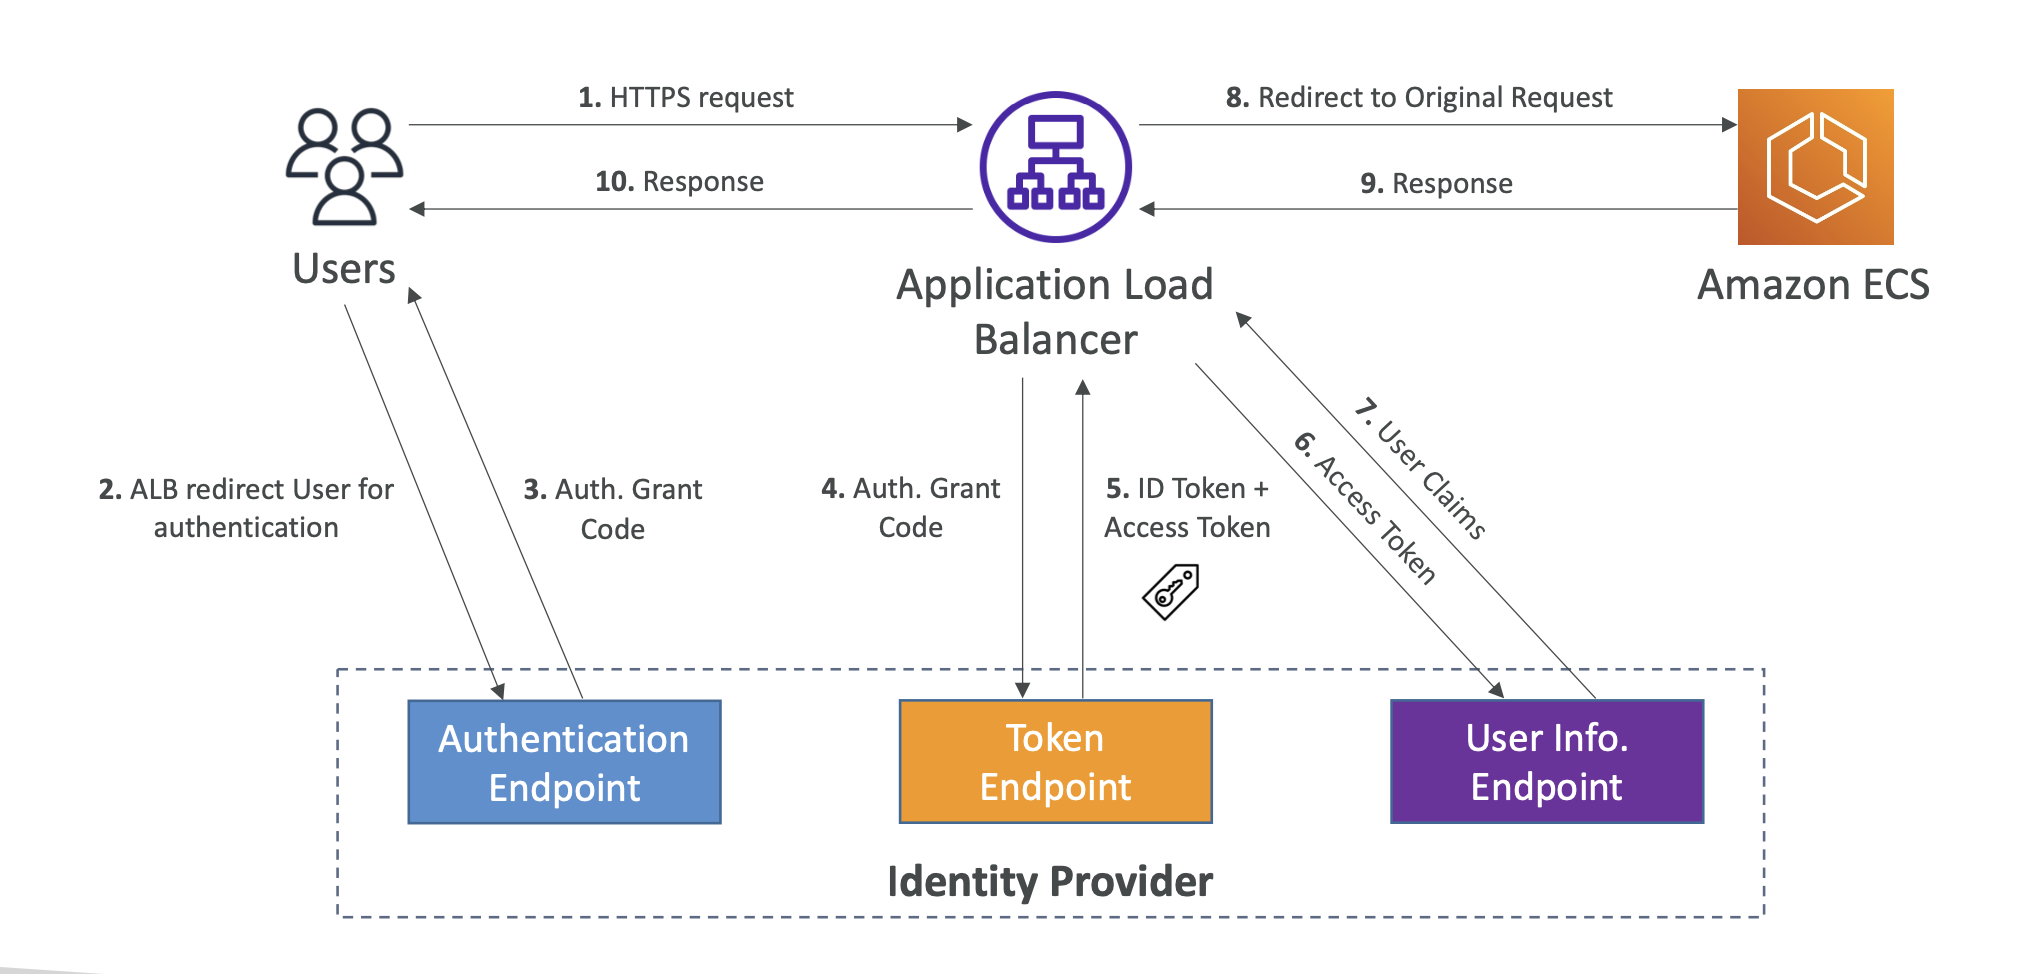 1. HTTPS request
8. Redirect to Original Request
10. Response
9. Response
Users
Application Load
Balancer
Amazon ECS
2. ALB redirect User for
authentication
3. Auth. Grant
Code
4. Auth. Grant
Code
5. ID Token +
Access Token
6. Access Token
7. User Claims
Authentication
Endpoint
Token
Endpoint
User Info.
Endpoint
Identity Provider